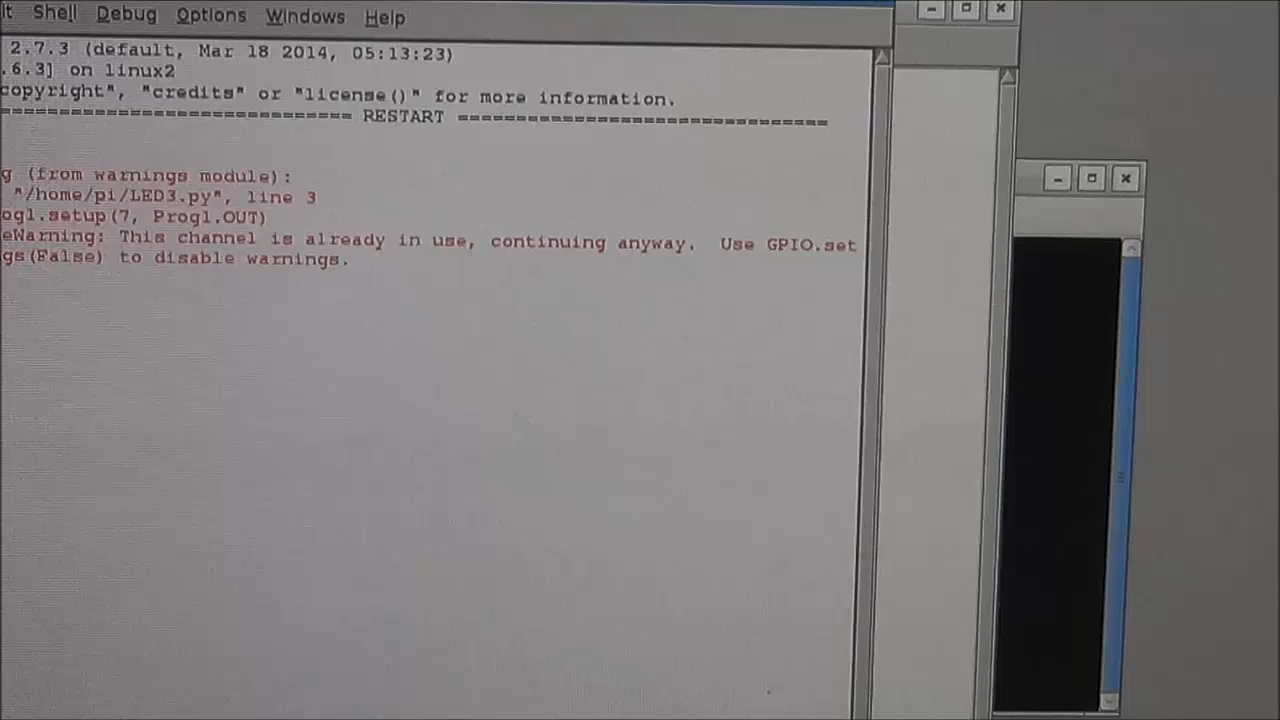 it Shell Debug Options Windows Help
2.7.3 (default, Mar 18 2014, 05:13:23)
.6.3] on linux2
copyright", "credits" or "license()" for more information.
============================== RESTART ================================
g (from warnings module):
"/home/pi/LED3.py", line 3
ogl.setup(7, Progl.OUT)
eWarning: This channel is already in use, continuing anyway.  Use GPIO.set
gs(False) to disable warnings.